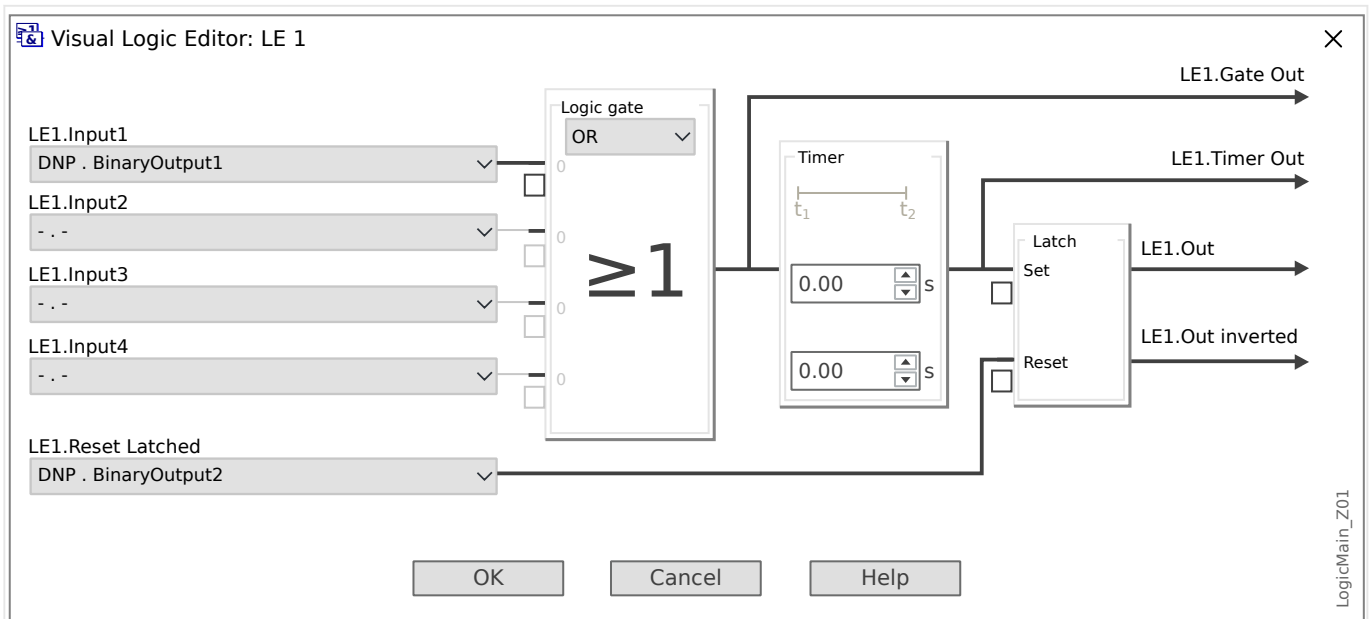 ≥1
&
Visual Logic Editor: LE 1
LE1.Gate Out
Logic gate
OR
LE1.Input1
DNP . BinaryOutput1
0
LE1.Timer Out
Timer
t1 t2
LE1.Input2
- . -
0
≥1
Latch
Set
LE1.Out
LE1.Input3
- . -
0
0.00 s
LE1.Out inverted
LE1.Input4
- . -
0
0.00 s
Reset
LE1.Reset Latched
DNP . BinaryOutput2
OK
Cancel
Help
LogicMain_Z01